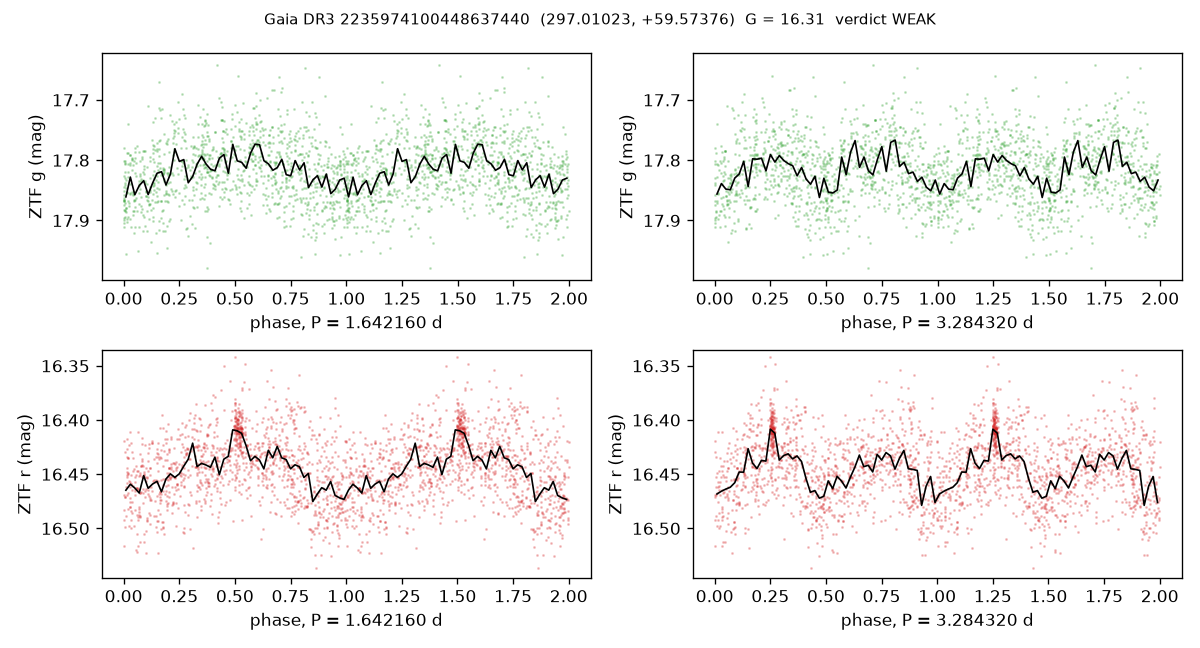 Gaia DR3 2235974100448637440  (297.01023, +59.57376)  G = 16.31  verdict WEAK
ZTF g (mag)
17.7
17.8
17.9
0.00 0.25 0.50 0.75 1.00 1.25 1.50 1.75 2.00
phase, P = 1.642160 d
ZTF g (mag)
17.7
17.8
17.9
0.00 0.25 0.50 0.75 1.00 1.25 1.50 1.75 2.00
phase, P = 3.284320 d
ZTF r (mag)
16.35
16.40
16.45
16.50
0.00 0.25 0.50 0.75 1.00 1.25 1.50 1.75 2.00
phase, P = 1.642160 d
ZTF r (mag)
16.35
16.40
16.45
16.50
0.00 0.25 0.50 0.75 1.00 1.25 1.50 1.75 2.00
phase, P = 3.284320 d